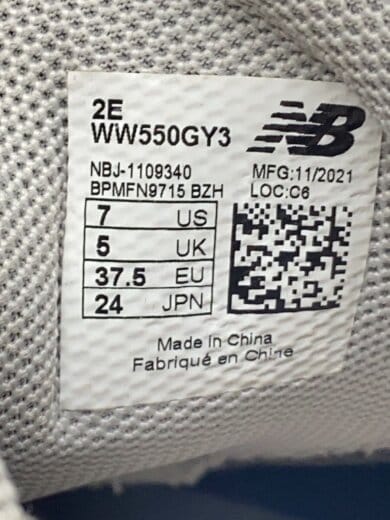 2E
WW550GY3
NB
NBJ-1109340
MFG:11/2021
BPMFN9715 BZH
LOC:C6
7 US
5 UK
37.5 EU
24 JPN
Made in China
Fabriqué en Chine